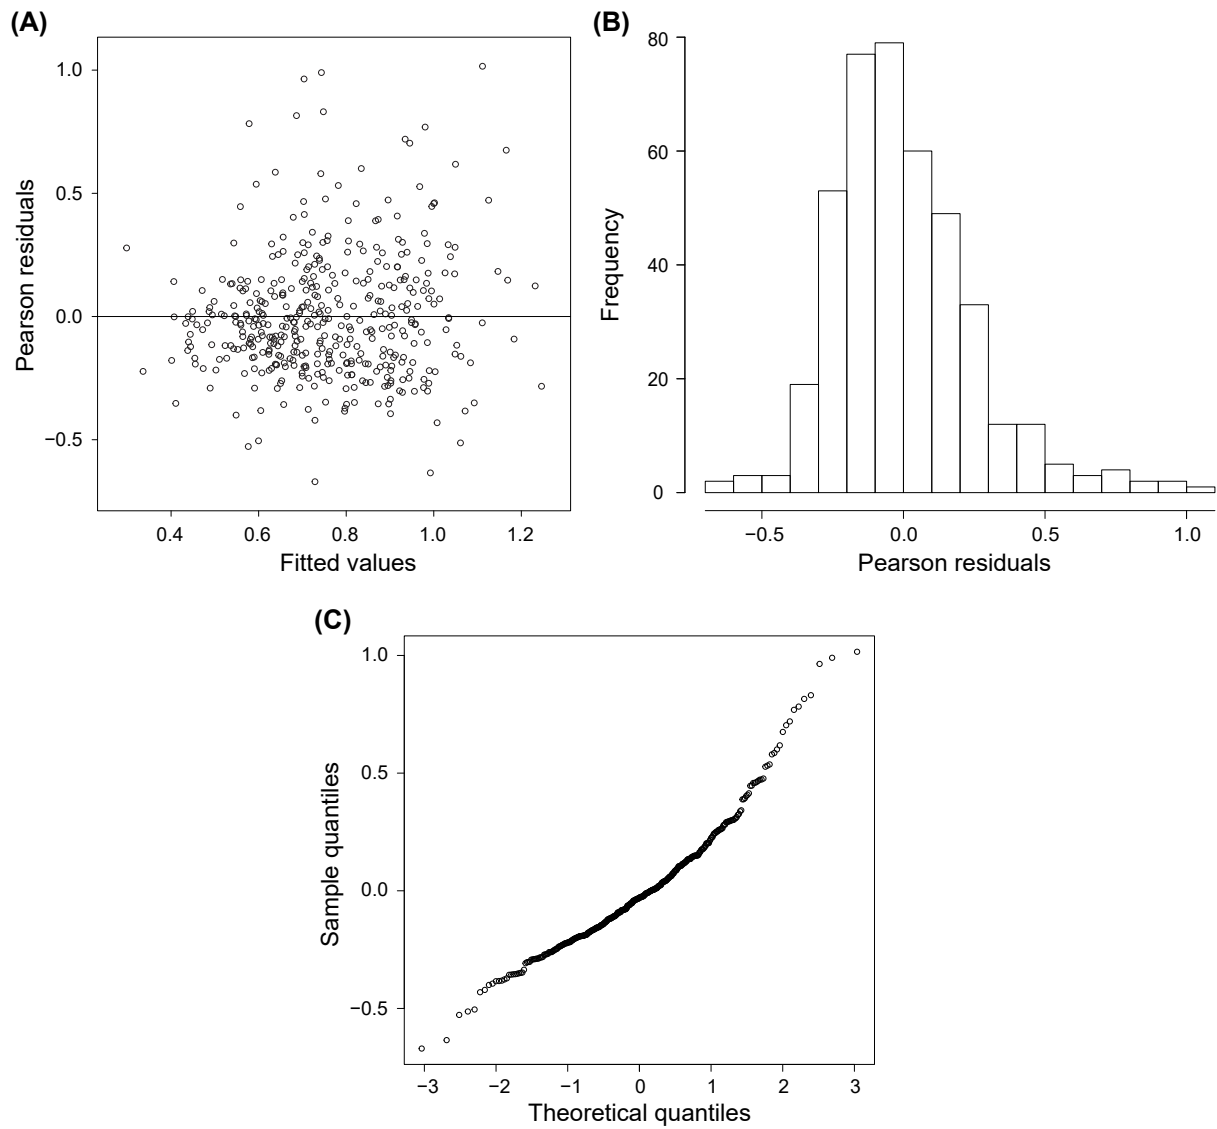 (A)
1.0
0.5
0.0
−0.5
Pearson residuals
0.4 0.6 0.8 1.0 1.2
Fitted values
(B)
80
60
40
20
0
Frequency
−0.5 0.0 0.5 1.0
Pearson residuals
(C)
1.0
0.5
0.0
−0.5
Sample quantiles
−3 −2 −1 0 1 2 3
Theoretical quantiles